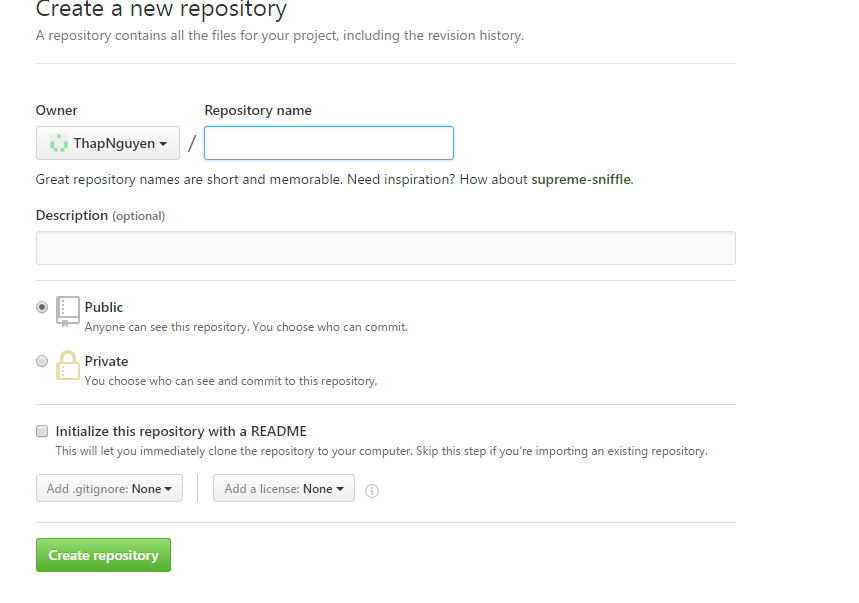 Create a new repository
A repository contains all the files for your project, including the revision history.
Owner
Repository name
ThapNguyen
/
Great repository names are short and memorable. Need inspiration? How about supreme-sniffle.
Description (optional)
Public
Anyone can see this repository. You choose who can commit.
Private
You choose who can see and commit to this repository.
Initialize this repository with a README
This will let you immediately clone the repository to your computer. Skip this step if you’re importing an existing repository.
Add .gitignore: None
Add a license: None
Create repository